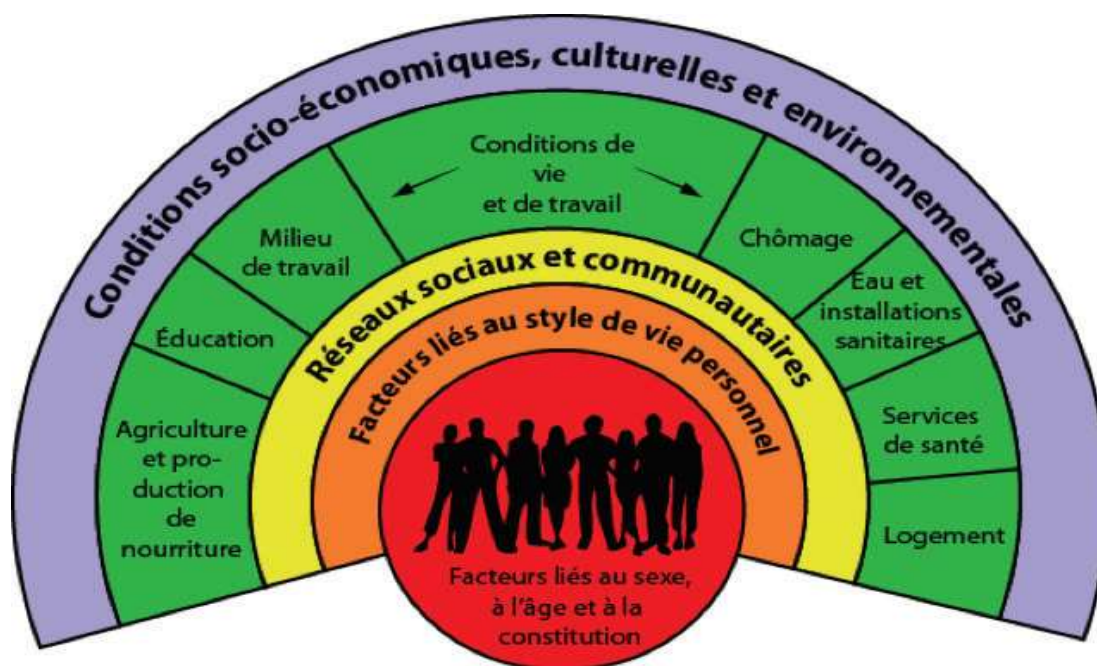 Conditions socio-économiques, culturelles et environnementales
Conditions de
vie
et de travail
Agriculture
et pro-
duction
de
nourriture
Éducation
Milieu
de travail
Chômage
Eau et
installations
sanitaires
Services
de santé
Logement
Réseaux sociaux et communautaires
Facteurs liés au style de vie personnel
Facteurs liés au sexe,
à l'âge et à la
constitution